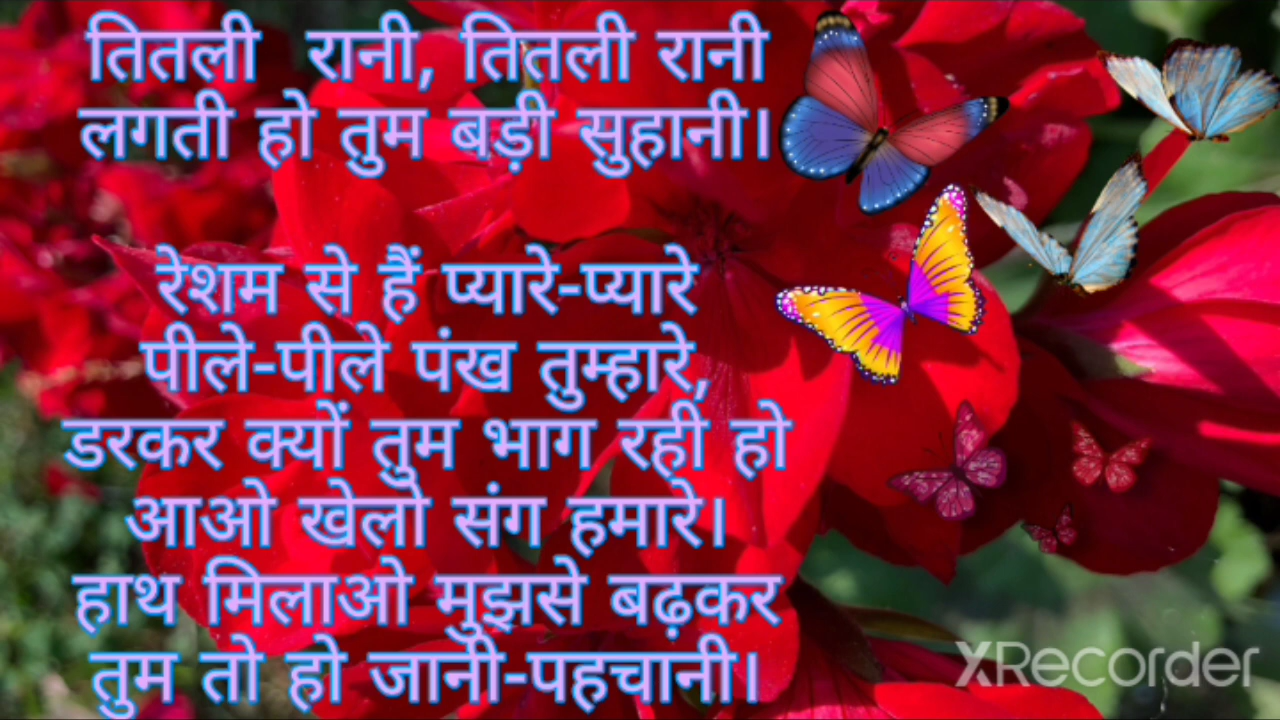 तितली रानी, तितली रानी
लगती हो तुम बड़ी सुहानी।
रेशम से हैं प्यारे-प्यारे
पीले-पीले पंख तुम्हारे,
डरकर क्यों तुम भाग रही हो
आओ खेलो संग हमारे।
हाथ मिलाओ मुझसे बढ़कर
तुम तो हो जानी-पहचानी।
XRecorder